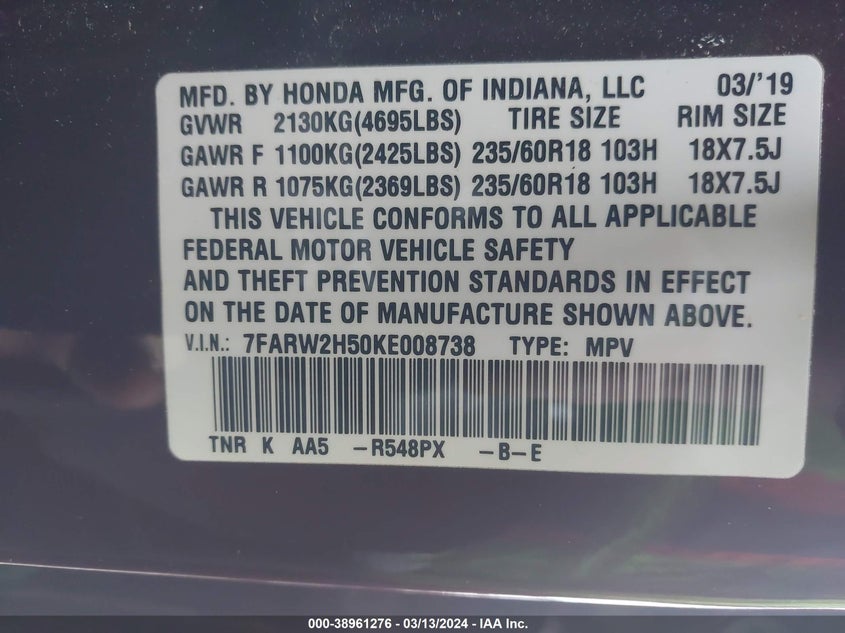 MFD. BY HONDA MFG. OF INDIANA, LLC 03/'19
GVWR 2130KG(4695LBS) TIRE SIZE RIM SIZE
GAWR F 1100KG(2425LBS) 235/60R18 103H 18X7.5J
GAWR R 1075KG(2369LBS) 235/60R18 103H 18X7.5J
THIS VEHICLE CONFORMS TO ALL APPLICABLE
FEDERAL MOTOR VEHICLE SAFETY
AND THEFT PREVENTION STANDARDS IN EFFECT
ON THE DATE OF MANUFACTURE SHOWN ABOVE.
V.I.N.: 7FARW2H50KE008738 TYPE: MPV
TNR K AA5 -R548PX -B-E
000-38961276 - 03/13/2024 - IAA Inc.